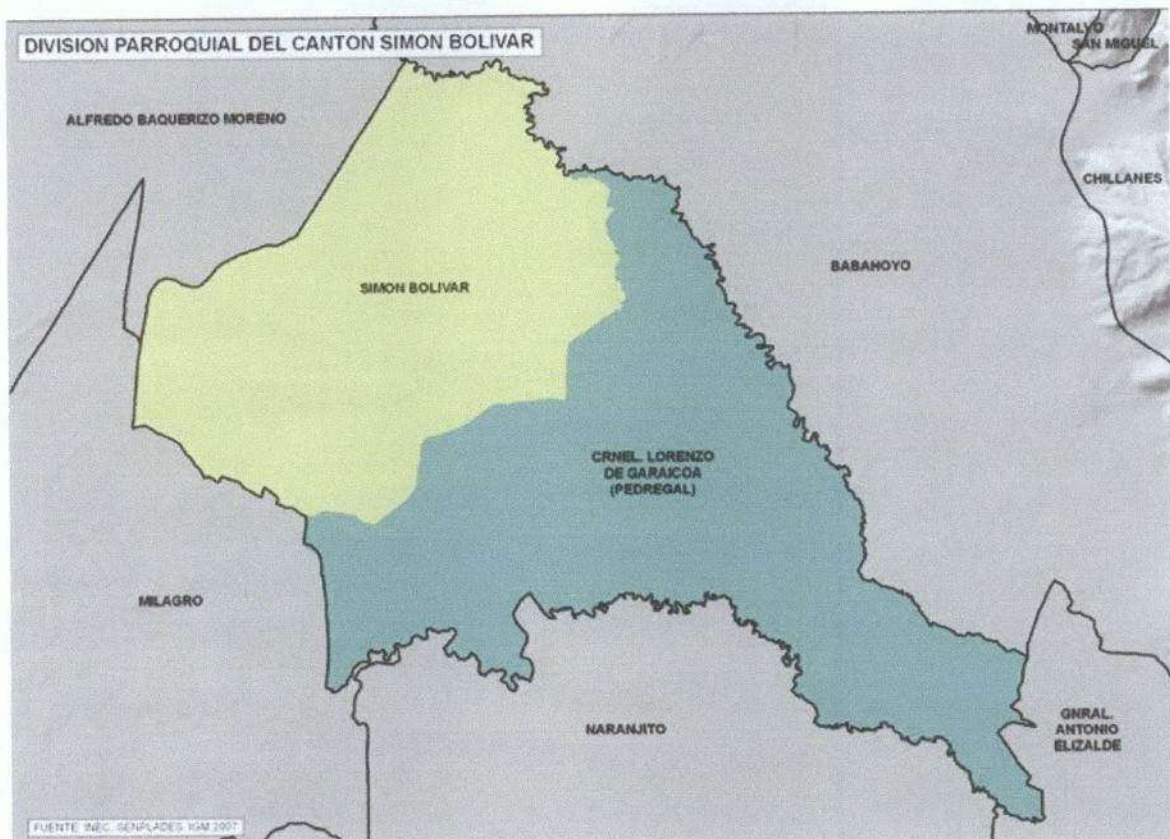 DIVISION PARROQUIAL DEL CANTON SIMON BOLIVAR
MONTALVO
SAN MIGUEL
ALFREDO BAQUERIZO MORENO
CHILLANES
BABAHOYO
SIMON BOLIVAR
CRNEL. LORENZO
DE GARAICOA
(PEDREGAL)
MILAGRO
NARANJITO
GNRAL.
ANTONIO
ELIZALDE
FUENTE: INEC, SENPLADES, IGM 2007